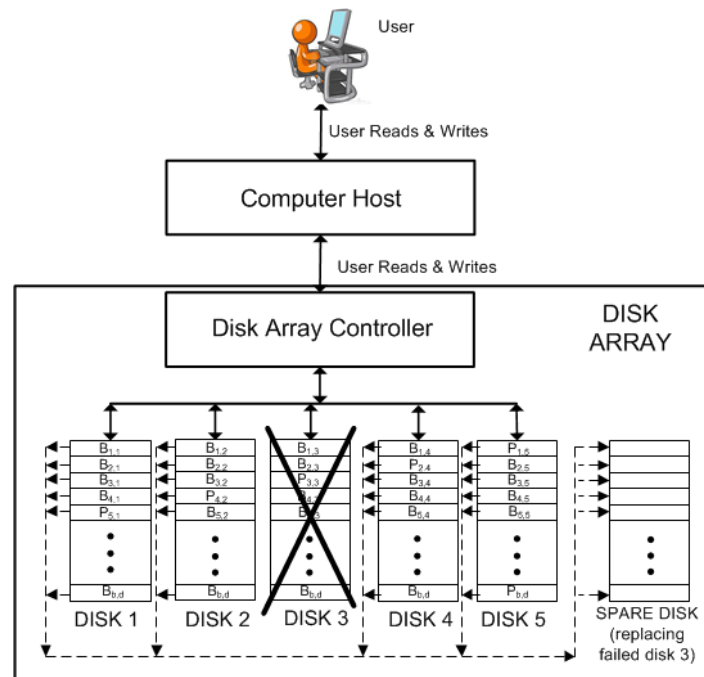 User
User Reads & Writes
Computer Host
User Reads & Writes
Disk Array Controller
DISK
ARRAY
B1,1 B1,2 B1,3 B1,4 P1,5
B2,1 B2,2 B2,3 P2,4 B2,5
B3,1 B3,2 P3,3 B3,4 B3,5
B4,1 P4,2 B4,3 B4,4 B4,5
P5,1 B5,2 B5,4 B5,5
Bb,d Bb,d Bb,d Bb,d Pb,d
DISK 1 DISK 2 DISK 3 DISK 4 DISK 5
SPARE DISK
(replacing
failed disk 3)